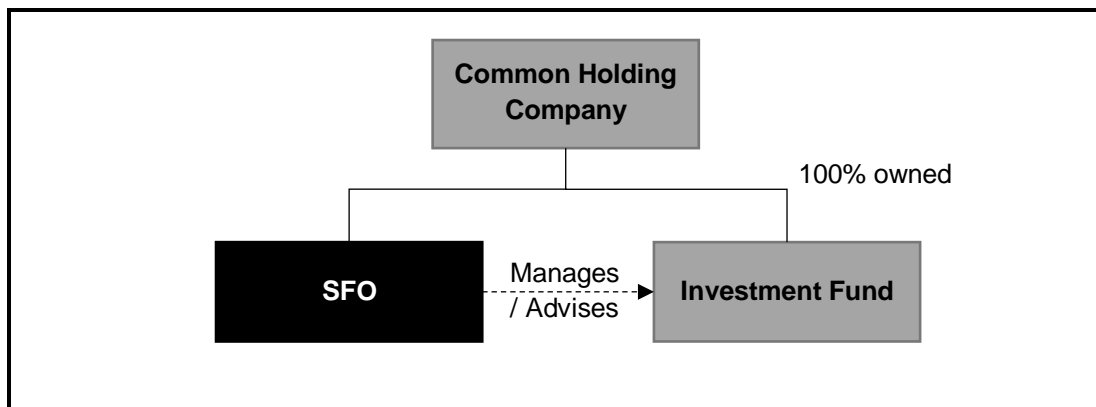 Common Holding
Company
100% owned
SFO
Manages
/ Advises
Investment Fund